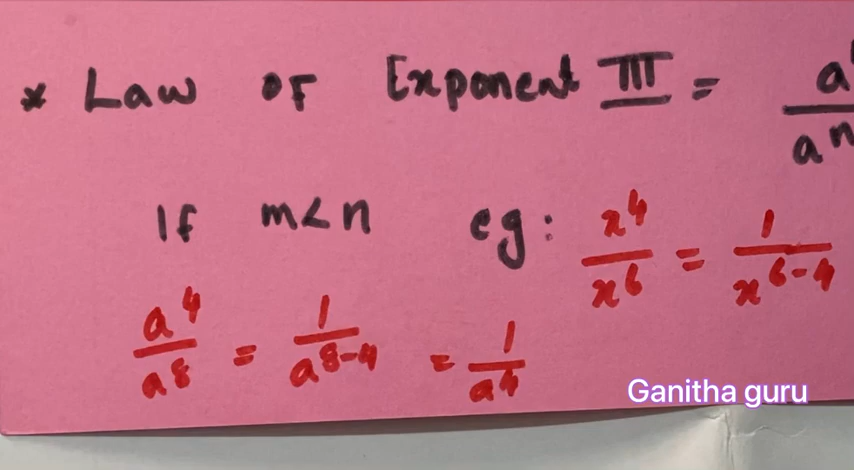 * Law of Exponent III = a/aⁿ
If m<n eg: x⁴/x⁶ = 1/x⁶⁻⁴
a⁴/a⁸ = 1/a⁸⁻⁴ = 1/a⁴
Ganitha guru